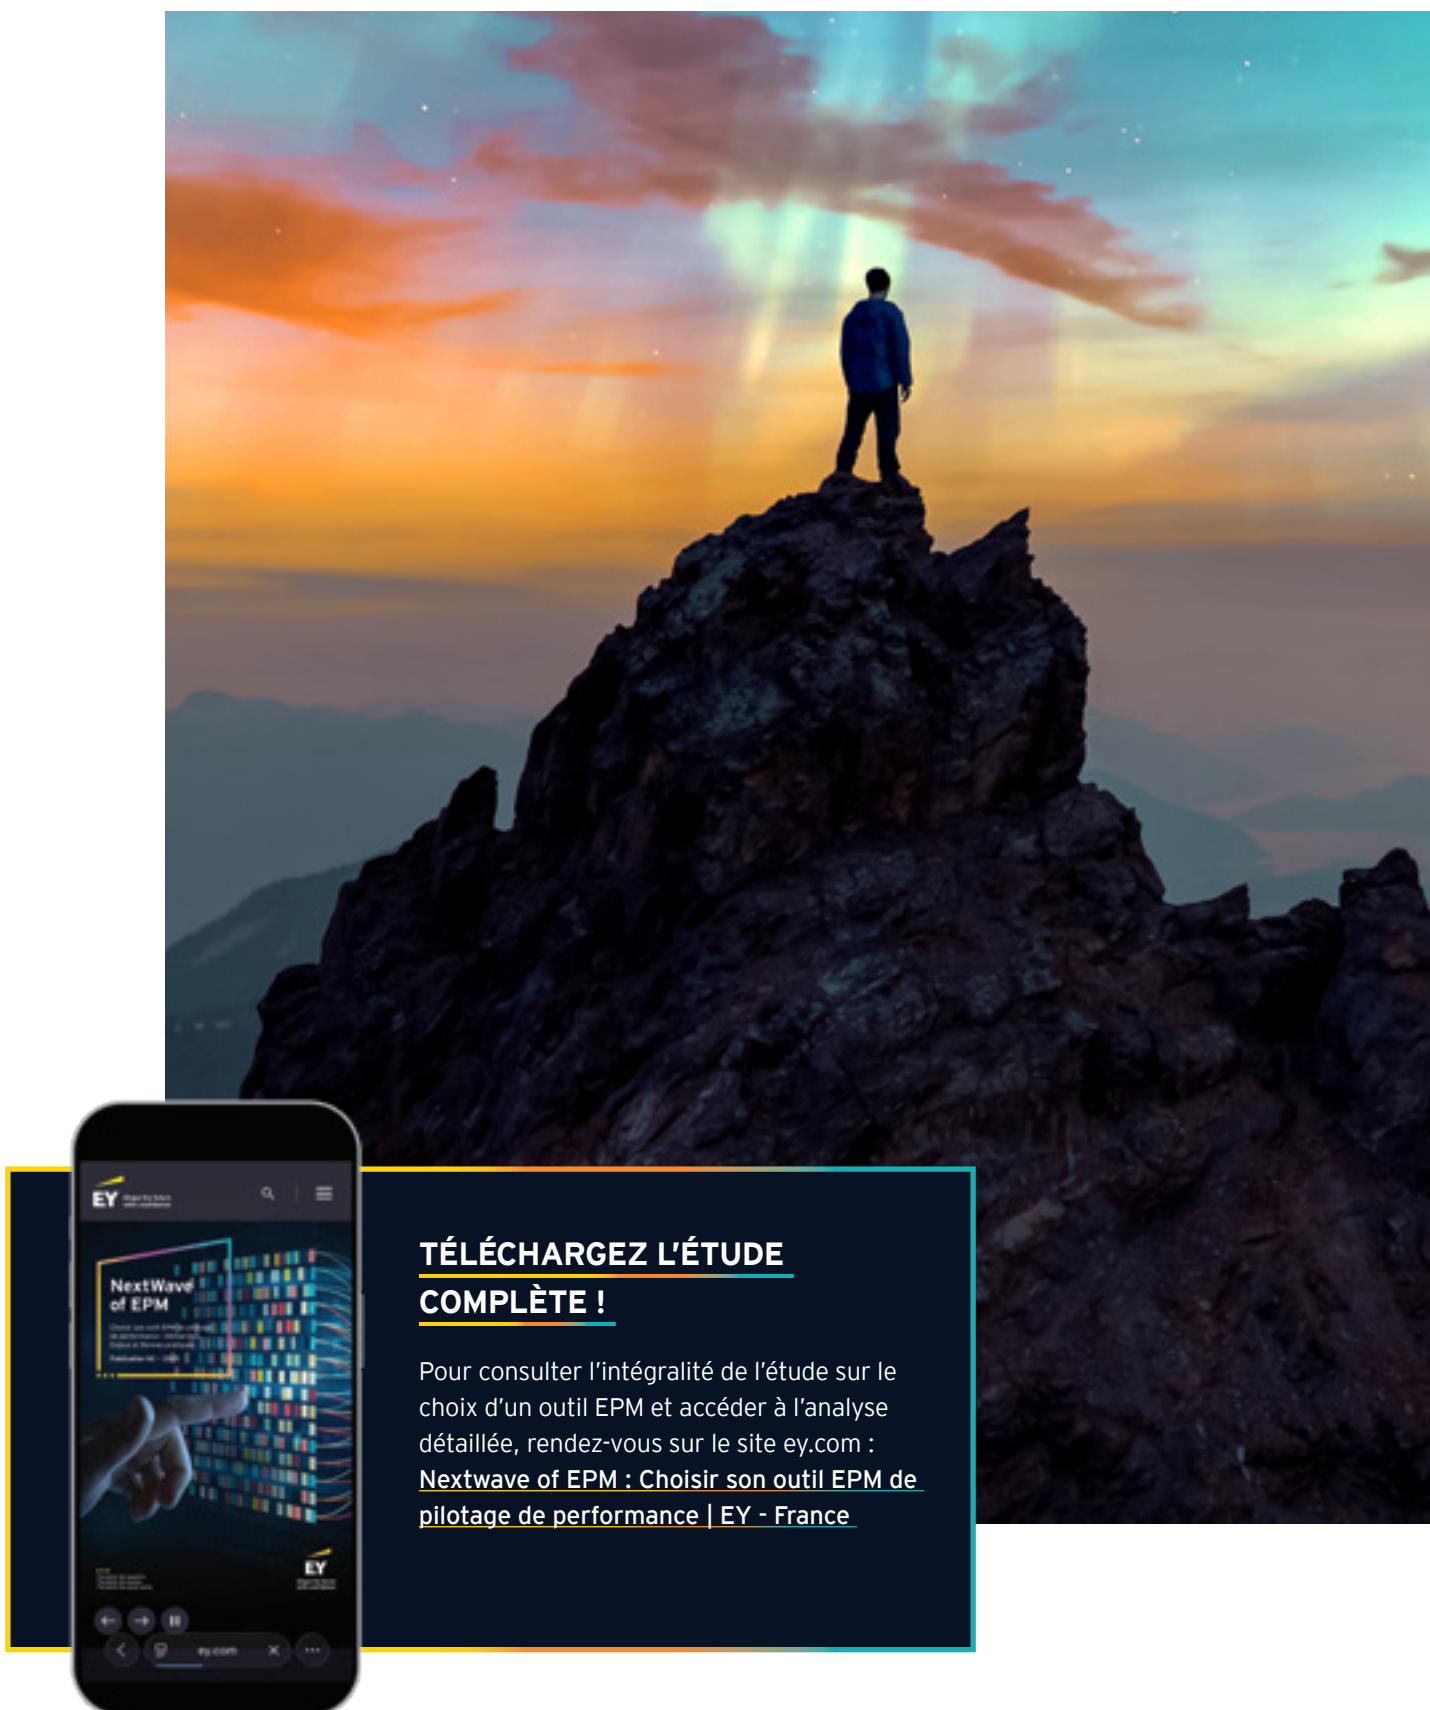 EY
NextWave
of EPM
EY
ey.com
TÉLÉCHARGEZ L'ÉTUDE
COMPLÈTE !
Pour consulter l'intégralité de l'étude sur le
choix d'un outil EPM et accéder à l'analyse
détaillée, rendez-vous sur le site ey.com :
Nextwave of EPM : Choisir son outil EPM de
pilotage de performance | EY - France